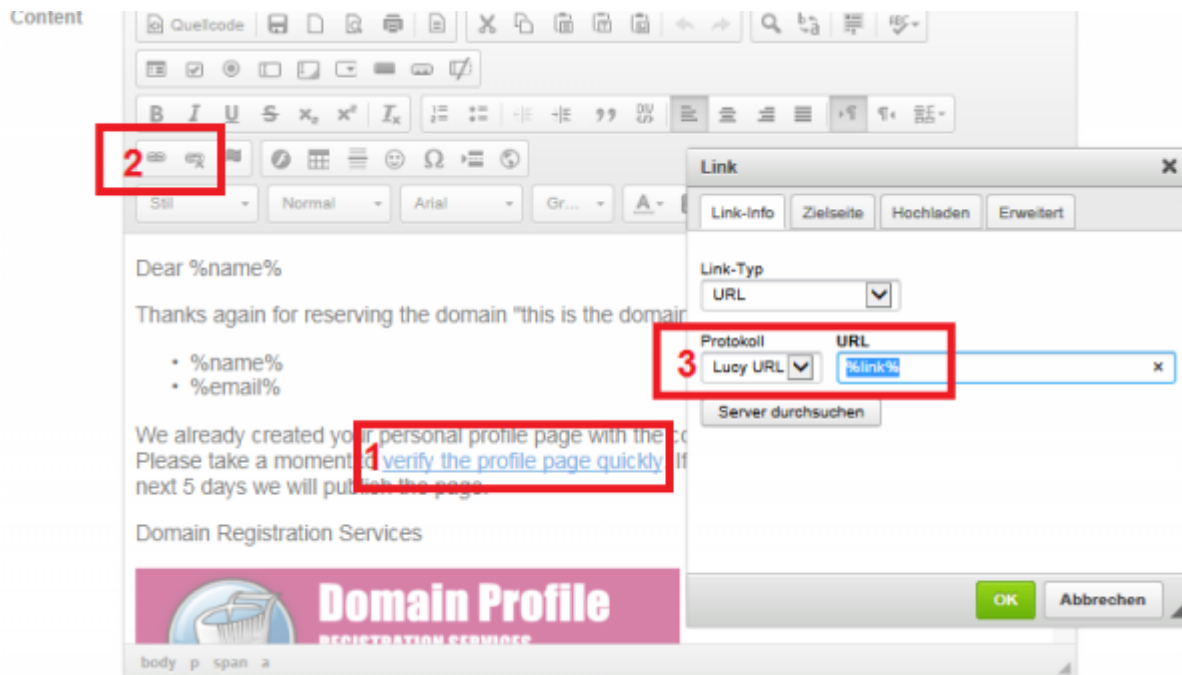 Content
Quellcode
B I U S x₂ x² Iₓ
2
Stil Normal Arial Gr... A
Link
Link-Info Zielseite Hochladen Erweitert
Dear %name%
Link-Typ
URL
Thanks again for reserving the domain "this is the domain
Protokoll URL
3 Lucy URL %link%
• %name%
• %email%
Server durchsuchen
We already created your personal profile page with the
Please take a moment to 1 verify the profile page quickly. If
next 5 days we will publish the page.
Domain Registration Services
OK Abbrechen
Domain Profile
REGISTRATION SERVICES
body p span a